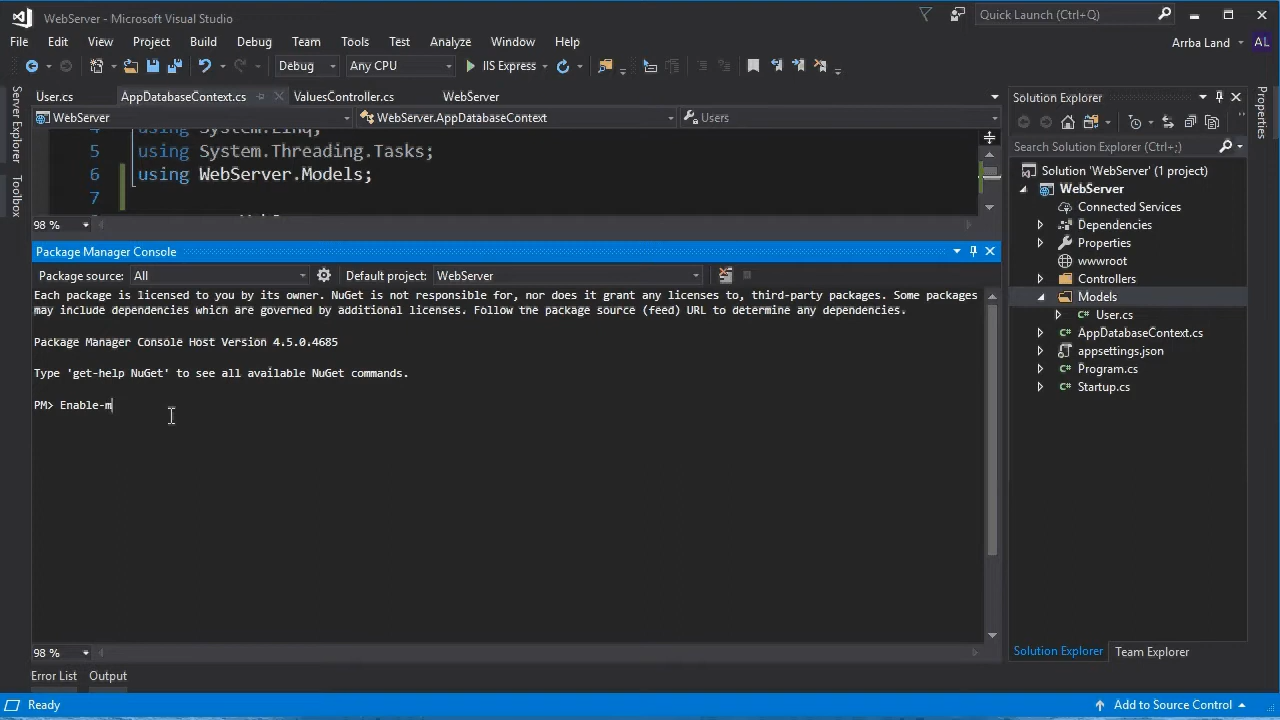 WebServer - Microsoft Visual Studio
Quick Launch (Ctrl+Q)
File Edit View Project Build Debug Team Tools Test Analyze Window Help
Arrba Land AL
Debug Any CPU IIS Express
Server Explorer
Toolbox
User.cs AppDatabaseContext.cs ValuesController.cs WebServer
WebServer WebServer.AppDatabaseContext Users
4 using System.Linq;
5 using System.Threading.Tasks;
6 using WebServer.Models;
7
98 %
Package Manager Console
Package source: All Default project: WebServer
Each package is licensed to you by its owner. NuGet is not responsible for, nor does it grant any licenses to, third-party packages. Some packages
may include dependencies which are governed by additional licenses. Follow the package source (feed) URL to determine any dependencies.
Package Manager Console Host Version 4.5.0.4685
Type 'get-help NuGet' to see all available NuGet commands.
PM> Enable-m
98 %
Error List Output
Solution Explorer
Search Solution Explorer (Ctrl+;)
Solution 'WebServer' (1 project)
WebServer
Connected Services
Dependencies
Properties
wwwroot
Controllers
Models
C# User.cs
C# AppDatabaseContext.cs
appsettings.json
C# Program.cs
C# Startup.cs
Solution Explorer Team Explorer
Properties
Ready
Add to Source Control